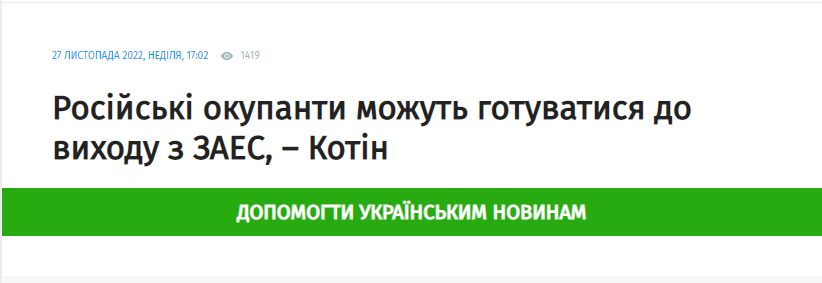 27 ЛИСТОПАДА 2022, НЕДІЛЯ, 17:02 1419
Російські окупанти можуть готуватися до
виходу з ЗАЕС, – Котін
ДОПОМОГТИ УКРАЇНСЬКИМ НОВИНАМ